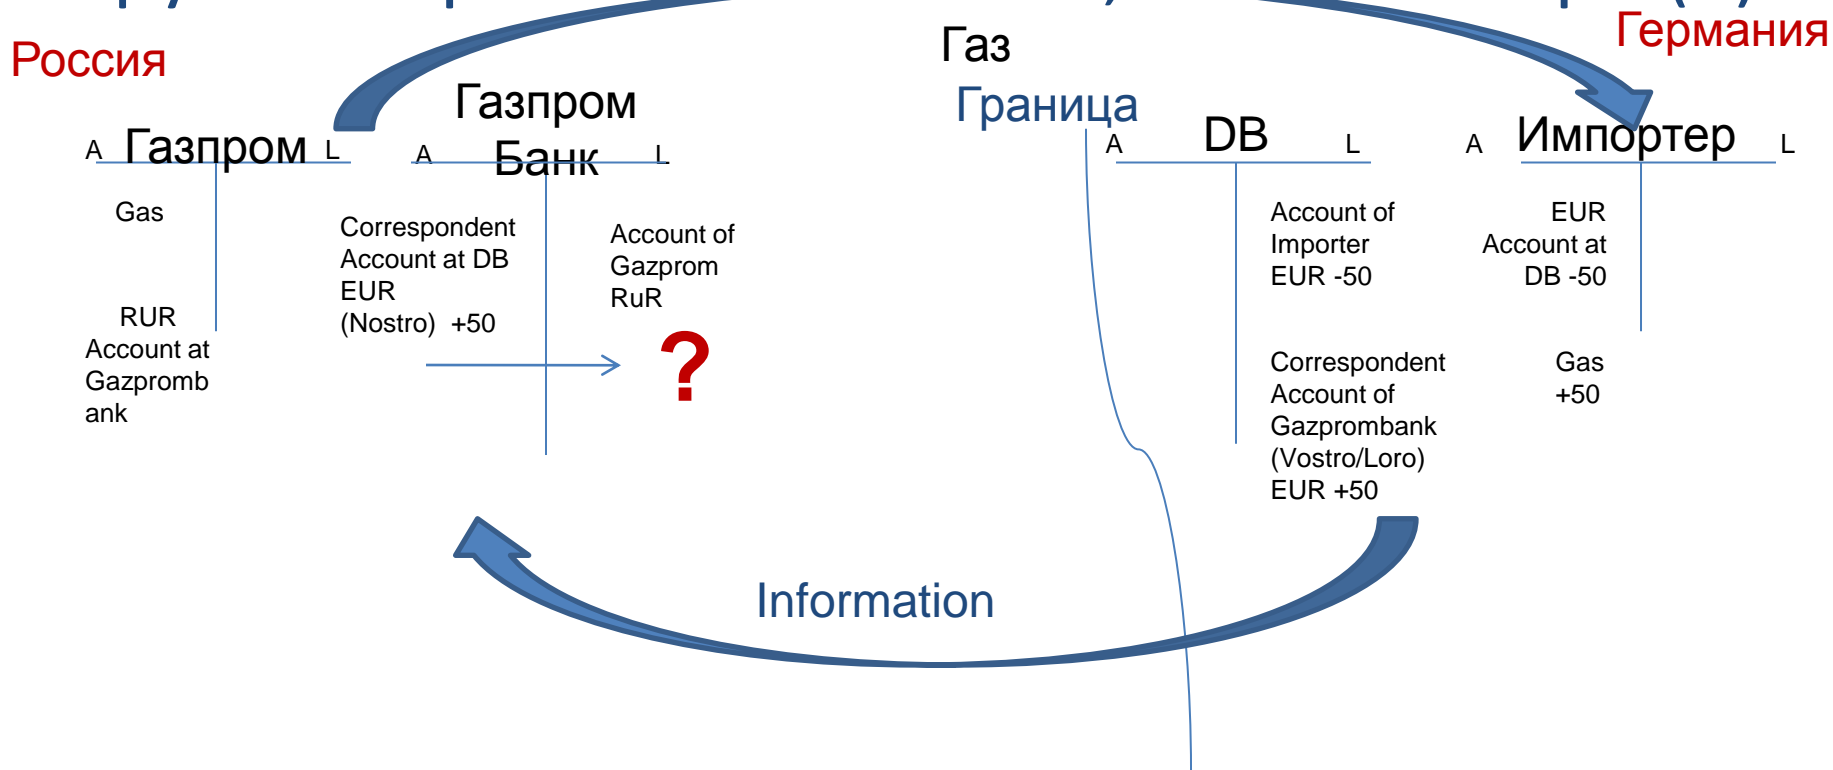 Россия
Газ
Германия
Граница
A Газпром L
Газпром
A Банк L
A DB L
A Импортер L
Gas
RUR
Account at
Gazpromb
ank
Correspondent
Account at DB
EUR
(Nostro) +50
Account of
Gazprom
RuR
?
Account of
Importer
EUR -50
Correspondent
Account of
Gazprombank
(Vostro/Loro)
EUR +50
EUR
Account at
DB -50
Gas
+50
Information